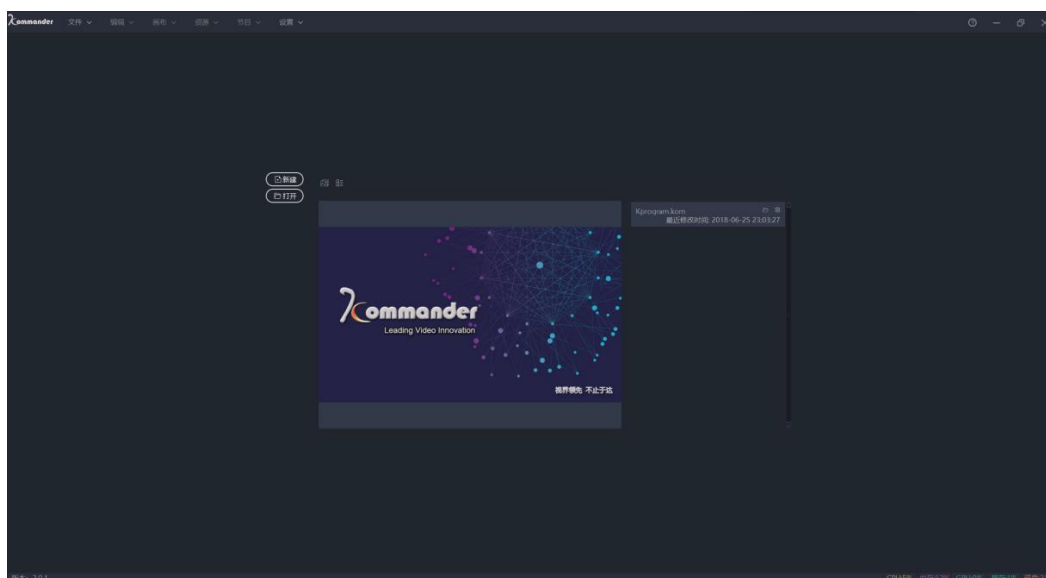 Kommander 文件 编辑 画布 资源 节目 设置
新建
打开
Kprogram.kom
最近修改时间: 2018-06-25 23:03:27
Kommander
Leading Video Innovation
视界领先 不止于达